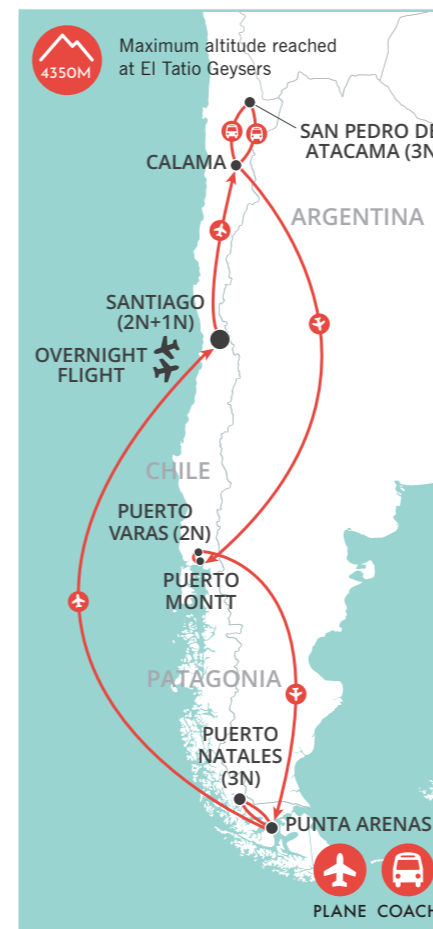 4350M
Maximum altitude reached
at El Tatio Geysers
SAN PEDRO DE
ATACAMA (3N
CALAMA
ARGENTINA
SANTIAGO
(2N+1N)
OVERNIGHT
FLIGHT
CHILE
PUERTO
VARAS (2N)
PUERTO
MONTT
PATAGONIA
PUERTO
NATALES
(3N)
PUNTA ARENAS
PLANE
COACH